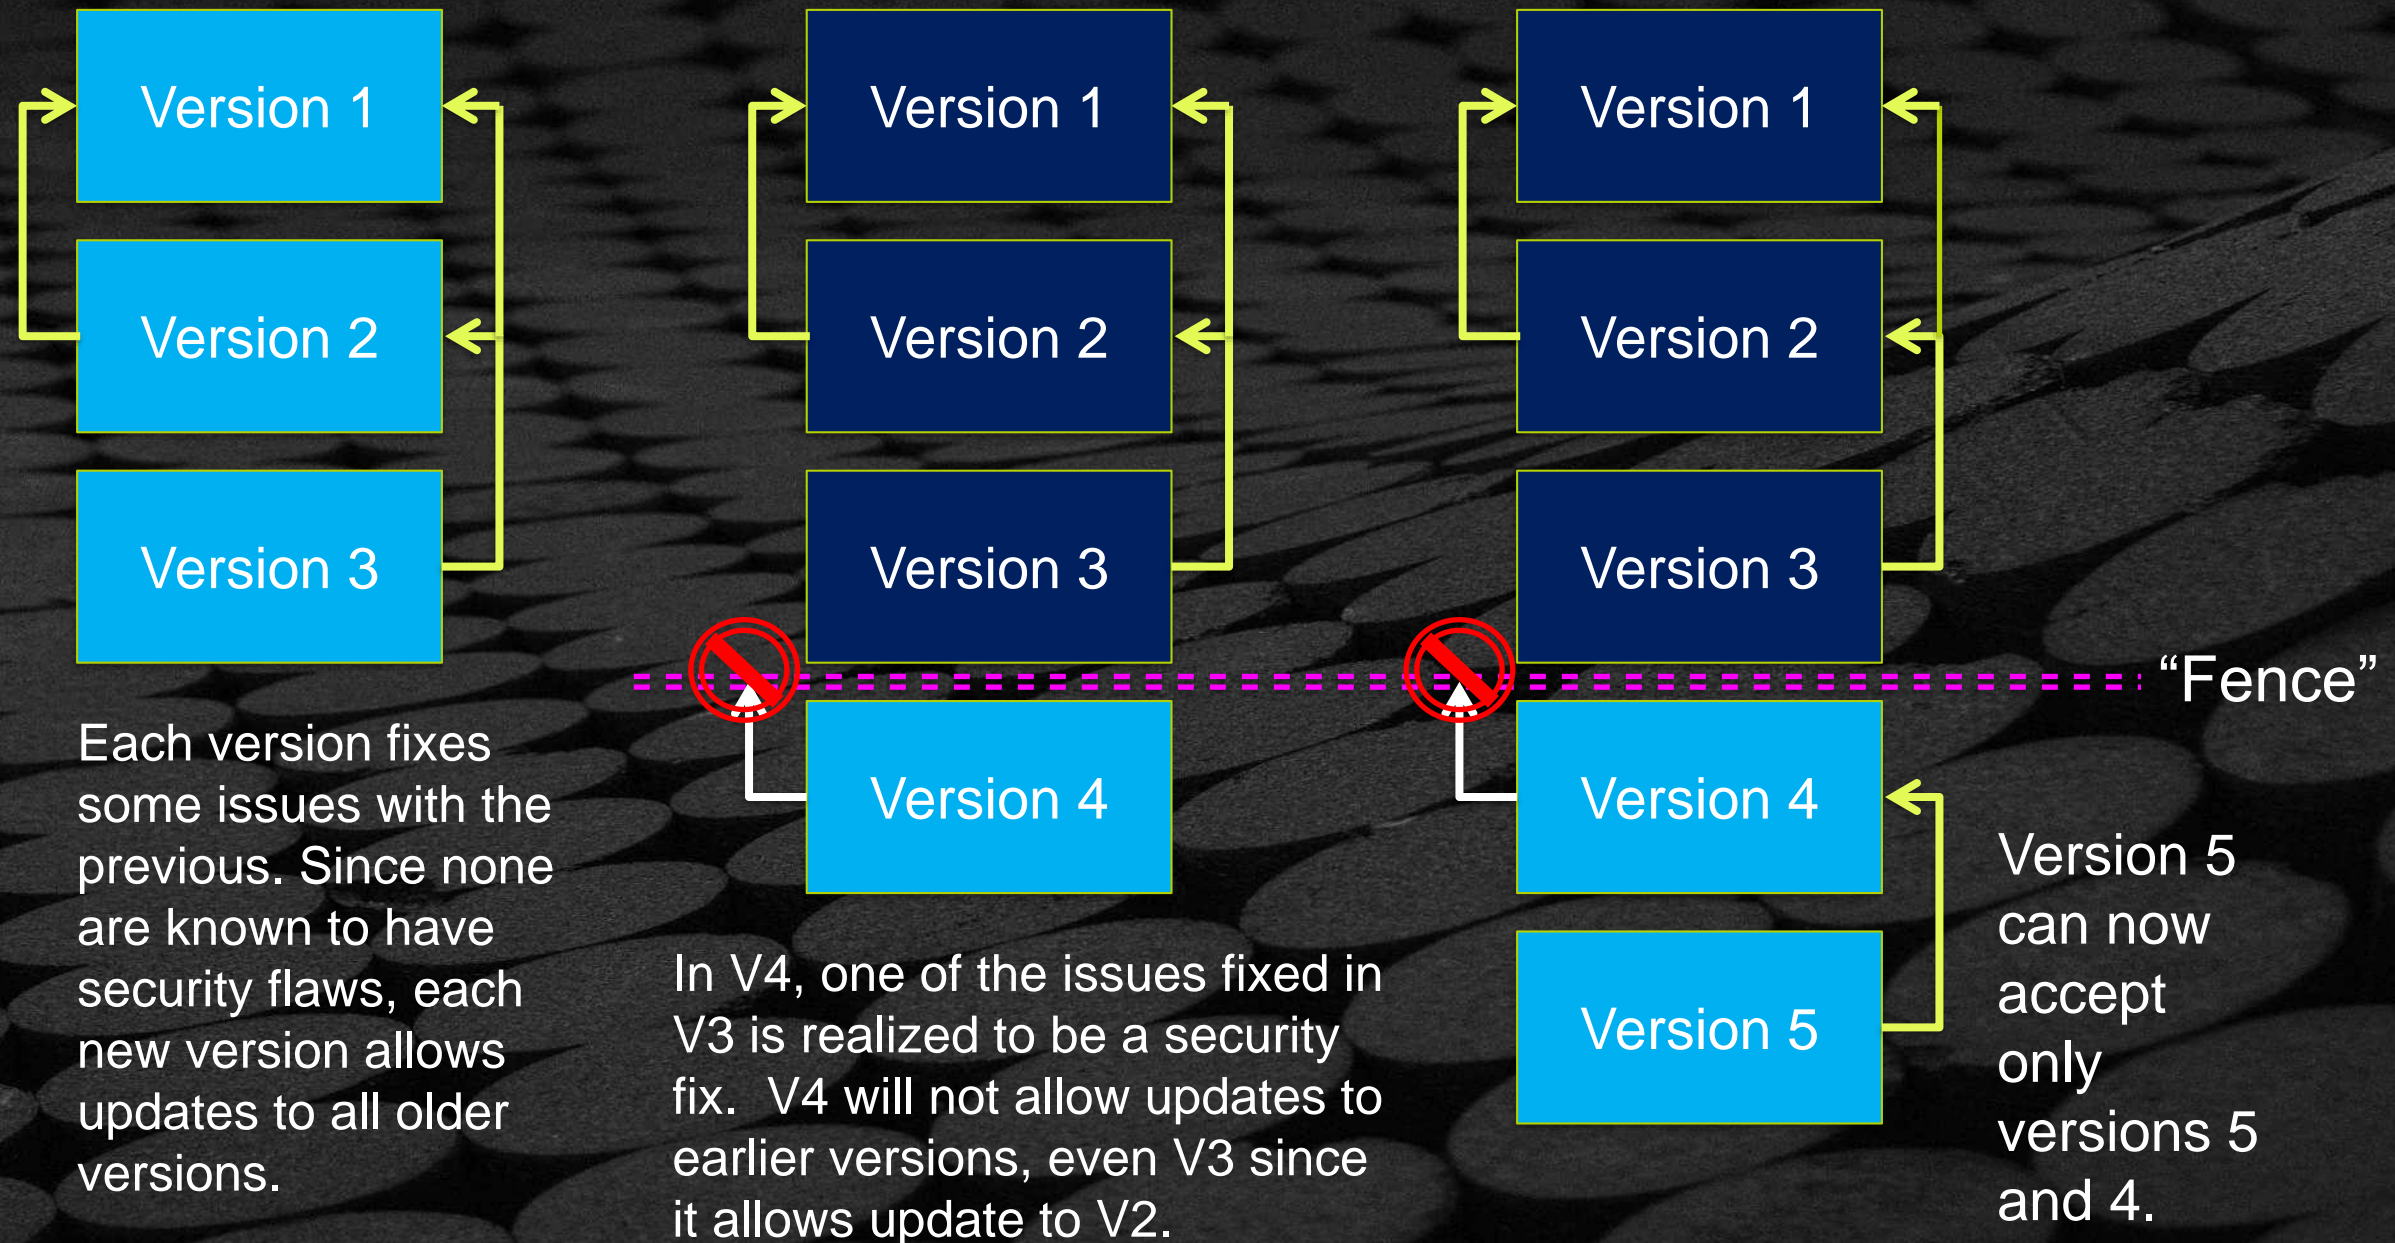 Version 1
Version 2
Version 3
Each version fixes
some issues with the
previous. Since none
are known to have
security flaws, each
new version allows
updates to all older
versions.
Version 1
Version 2
Version 3
Version 4
In V4, one of the issues fixed in
V3 is realized to be a security
fix.  V4 will not allow updates to
earlier versions, even V3 since
it allows update to V2.
Version 1
Version 2
Version 3
“Fence”
Version 4
Version 5
Version 5
can now
accept
only
versions 5
and 4.